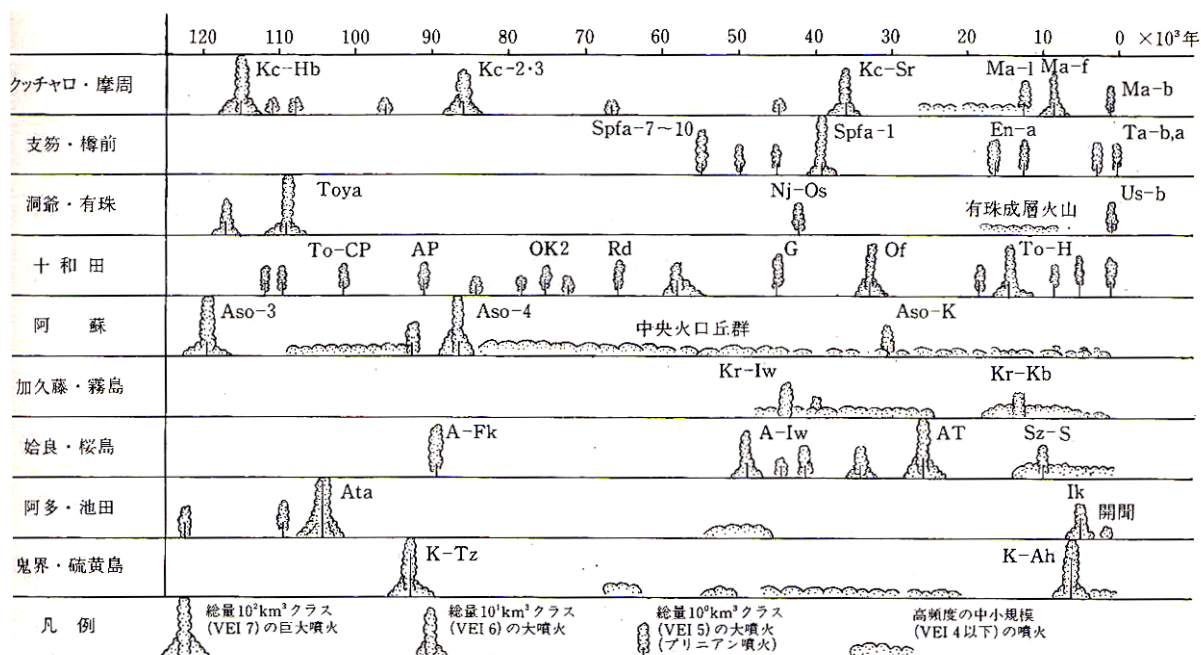 120 110 100 90 80 70 60 50 40 30 20 10 0 ×10³年
クッチャロ・摩周 Kc-Hb Kc-2・3 Kc-Sr Ma-l Ma-f Ma-b
支笏・樽前 Spfa-7～10 Spfa-1 En-a Ta-b,a
洞爺・有珠 Toya Nj-Os 有珠成層火山 Us-b
十和田 To-CP AP OK2 Rd G Of To-H
阿蘇 Aso-3 Aso-4 中央火口丘群 Aso-K
加久藤・霧島 Kr-Iw Kr-Kb
姶良・桜島 A-Fk A-Iw AT Sz-S
阿多・池田 Ata Ik 開聞
鬼界・硫黄島 K-Tz K-Ah
凡例
総量10²km³クラス
(VEI 7)の巨大噴火
総量10¹km³クラス
(VEI 6)の大噴火
総量10⁰km³クラス
(VEI 5)の大噴火
(プリニアン噴火)
高頻度の中小規模
(VEI 4以下)の噴火